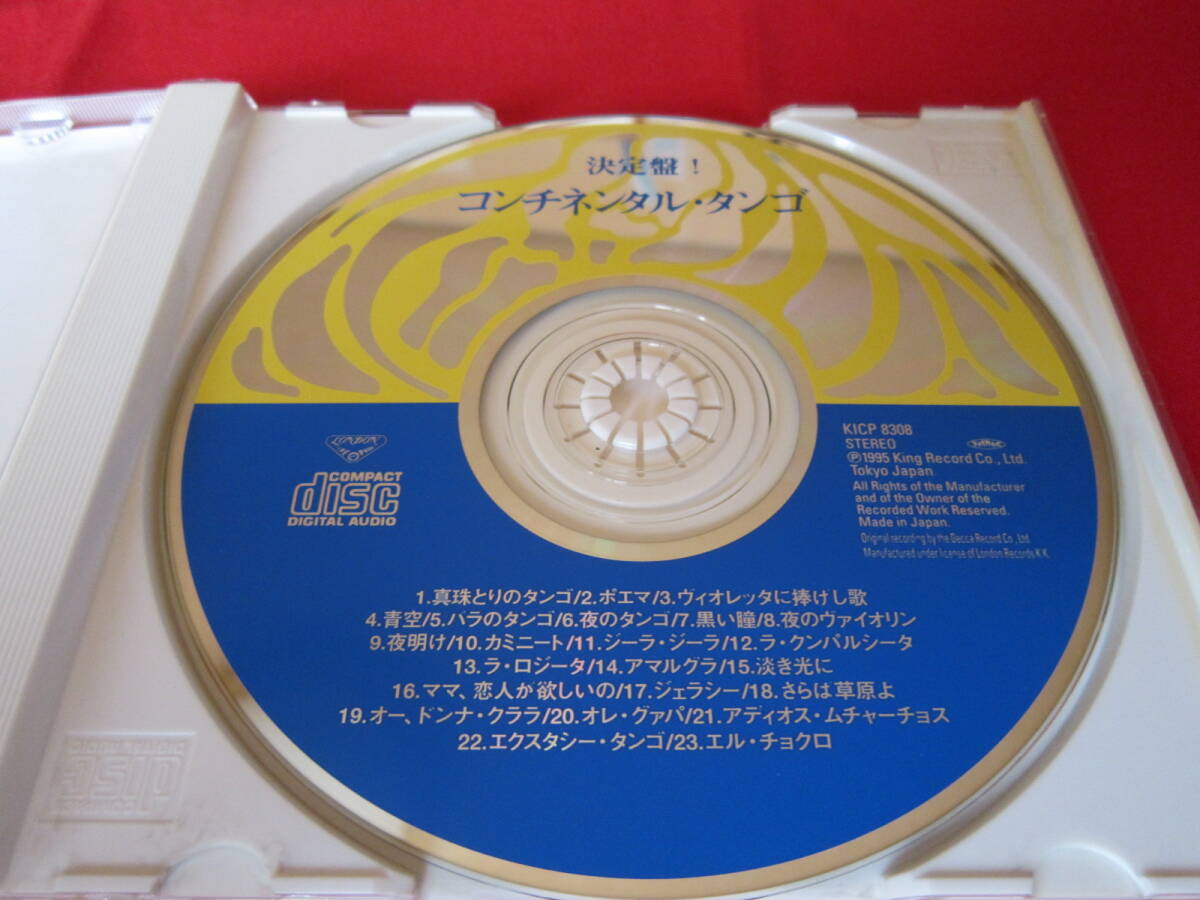 決定盤！
コンチネンタル・タンゴ
LONDON
COMPACT
disc
DIGITAL AUDIO
KICP 8308
STEREO
Ⓟ1995 King Record Co., Ltd.
Tokyo Japan
All Rights of the Manufacturer
and of the Owner of the
Recorded Work Reserved.
Made in Japan.
Original recording by the Decca Record Co., Ltd
Manufactured under license of London Records K.K.
1.真珠とりのタンゴ/2.ポエマ/3.ヴィオレッタに捧げし歌
4.青空/5.バラのタンゴ/6.夜のタンゴ/7.黒い瞳/8.夜のヴァイオリン
9.夜明け/10.カミニート/11.ジーラ・ジーラ/12.ラ・クンパルシータ
13.ラ・ロジータ/14.アマルグラ/15.淡き光に
16.ママ、恋人が欲しいの/17.ジェラシー/18.さらば草原よ
19.オー、ドンナ・クララ/20.オレ・グァパ/21.アディオス・ムチャーチョス
22.エクスタシー・タンゴ/23.エル・チョクロ